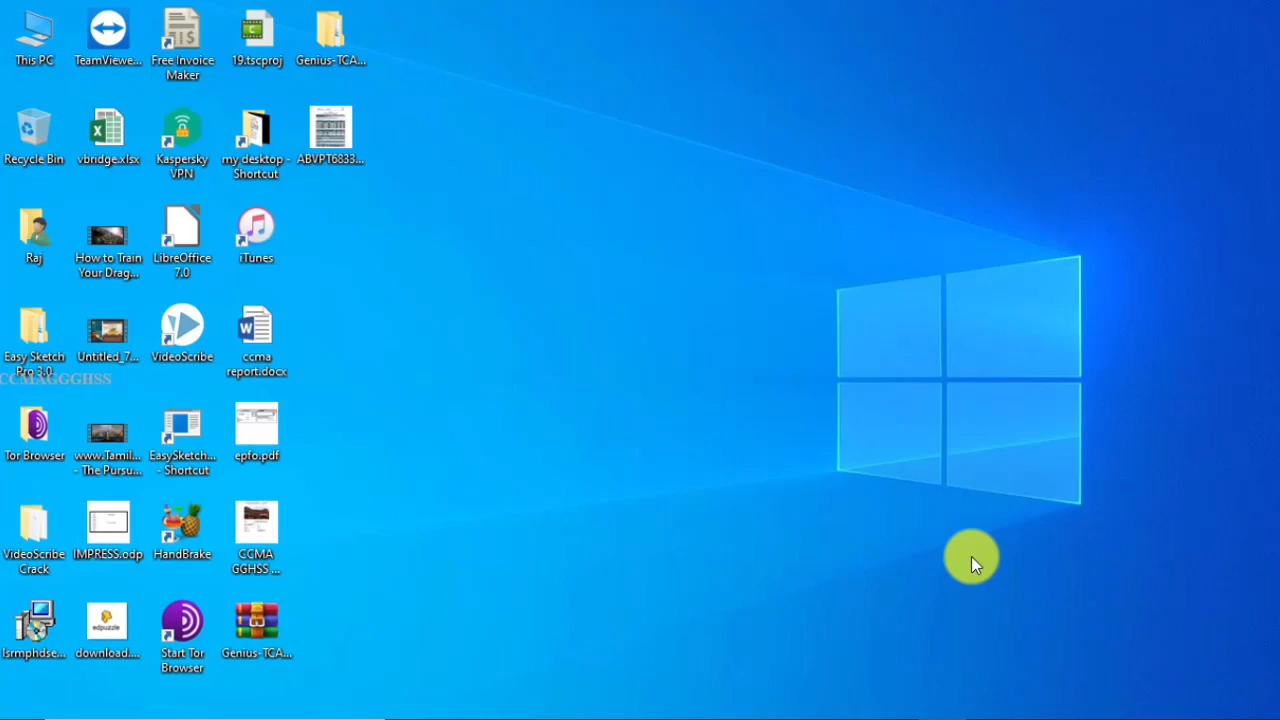 This PC
TeamViewe...
Free Invoice
Maker
19.tscproj
Genius-TCA...
Recycle Bin
vbridge.xlsx
Kaspersky
VPN
my desktop -
Shortcut
ABVPT6833...
Raj
How to Train
Your Drag...
LibreOffice
7.0
iTunes
Easy Sketch
Pro 3.0
Untitled_7...
VideoScribe
ccma
report.docx
Tor Browser
www.Tamil...
- The Pursu...
EasySketch...
- Shortcut
epfo.pdf
VideoScribe
Crack
IMPRESS.odp
HandBrake
CCMA
GGHSS ...
lsrmphdse...
edpuzzle
download....
Start Tor
Browser
Genius-TCA...